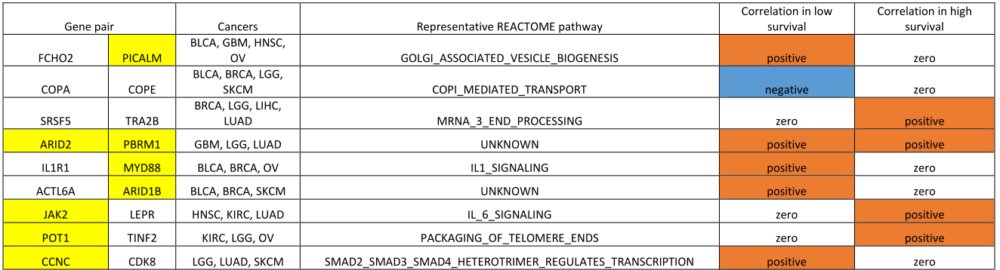 Gene pair Cancers Representative REACTOME pathway Correlation in low survival Correlation in high survival
FCHO2 PICALM BLCA, GBM, HNSC, OV GOLGI_ASSOCIATED_VESICLE_BIOGENESIS positive zero
COPA COPE BLCA, BRCA, LGG, SKCM COPI_MEDIATED_TRANSPORT negative zero
SRSF5 TRA2B BRCA, LGG, LIHC, LUAD MRNA_3_END_PROCESSING zero positive
ARID2 PBRM1 GBM, LGG, LUAD UNKNOWN positive positive
IL1R1 MYD88 BLCA, BRCA, OV IL1_SIGNALING positive zero
ACTL6A ARID1B BLCA, BRCA, SKCM UNKNOWN positive zero
JAK2 LEPR HNSC, KIRC, LUAD IL_6_SIGNALING zero positive
POT1 TINF2 KIRC, LGG, OV PACKAGING_OF_TELOMERE_ENDS zero positive
CCNC CDK8 LGG, LUAD, SKCM SMAD2_SMAD3_SMAD4_HETEROTRIMER_REGULATES_TRANSCRIPTION positive zero